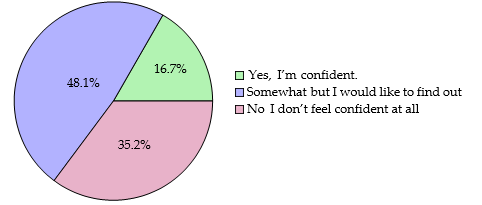 48.1%
16.7%
35.2%
Yes, I'm confident.
Somewhat but I would like to find out
No I don't feel confident at all